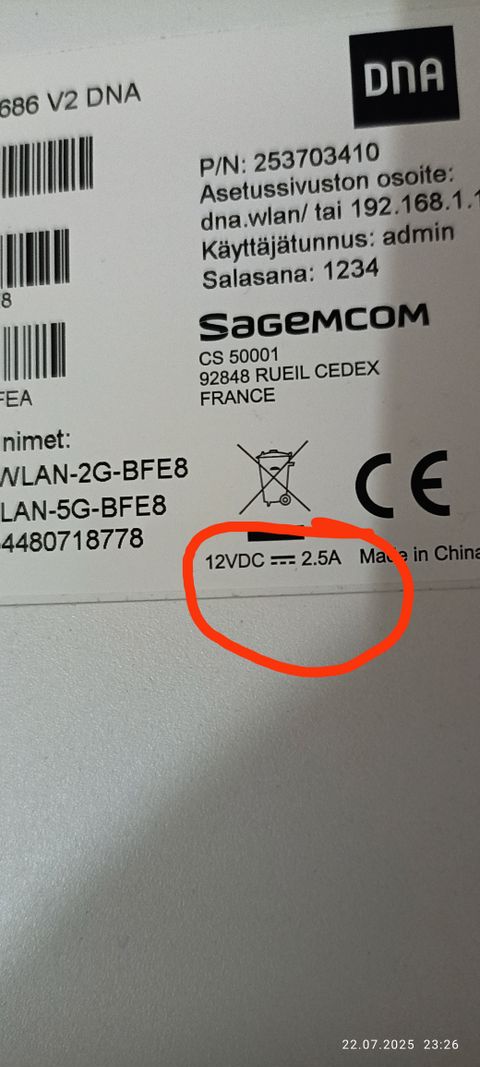 686 V2 DNA
DNA
P/N: 253703410
Asetussivuston osoite:
dna.wlan/ tai 192.168.1.1
Käyttäjätunnus: admin
Salasana: 1234
8
SAGEMCOM
CS 50001
92848 RUEIL CEDEX
FRANCE
FEA
nimet:
WLAN-2G-BFE8
LAN-5G-BFE8
4480718778
CE
12VDC ⎓ 2.5A Made in China
22.07.2025 23:26